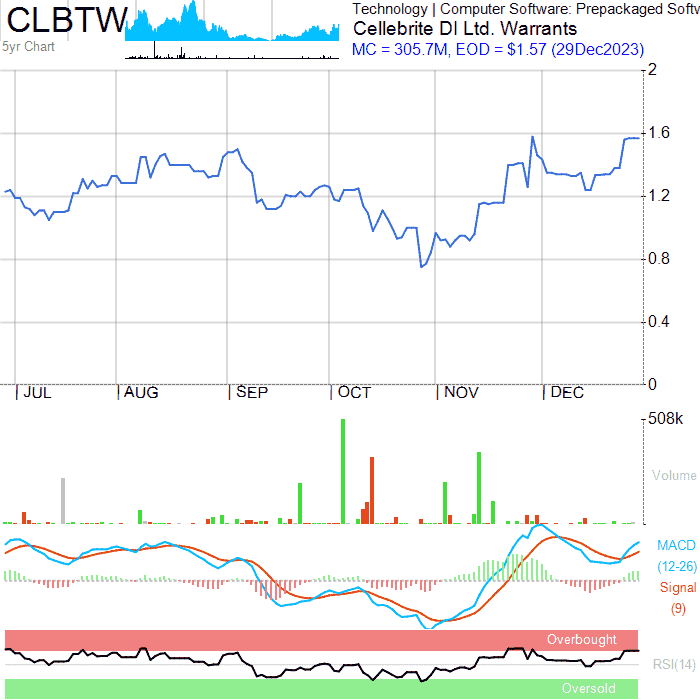 CLBTW
5yr Chart
Technology | Computer Software: Prepackaged Softw
Cellebrite DI Ltd. Warrants
MC = 305.7M, EOD = $1.57 (29Dec2023)
2
1.6
1.2
0.8
0.4
0
JUL AUG SEP OCT NOV DEC
508k
Volume
MACD
(12-26)
Signal
(9)
Overbought
RSI(14)
Oversold